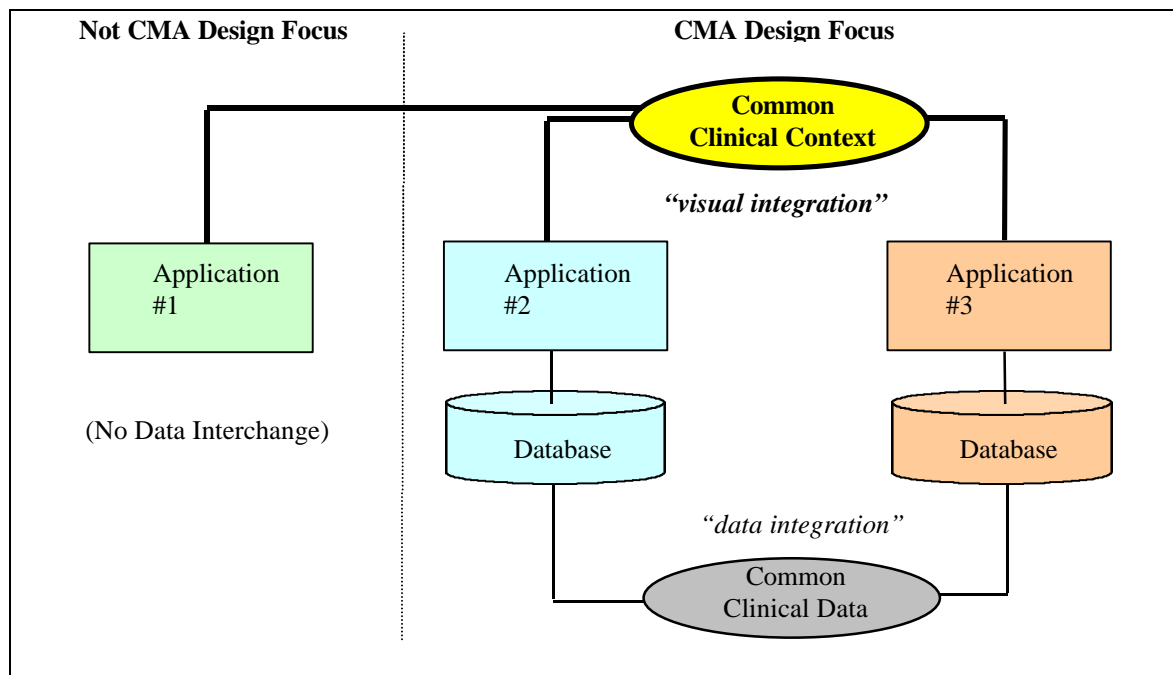 Not CMA Design Focus
CMA Design Focus
Common
Clinical Context
“visual integration”
Application
#1
Application
#2
Application
#3
(No Data Interchange)
Database
Database
“data integration”
Common
Clinical Data